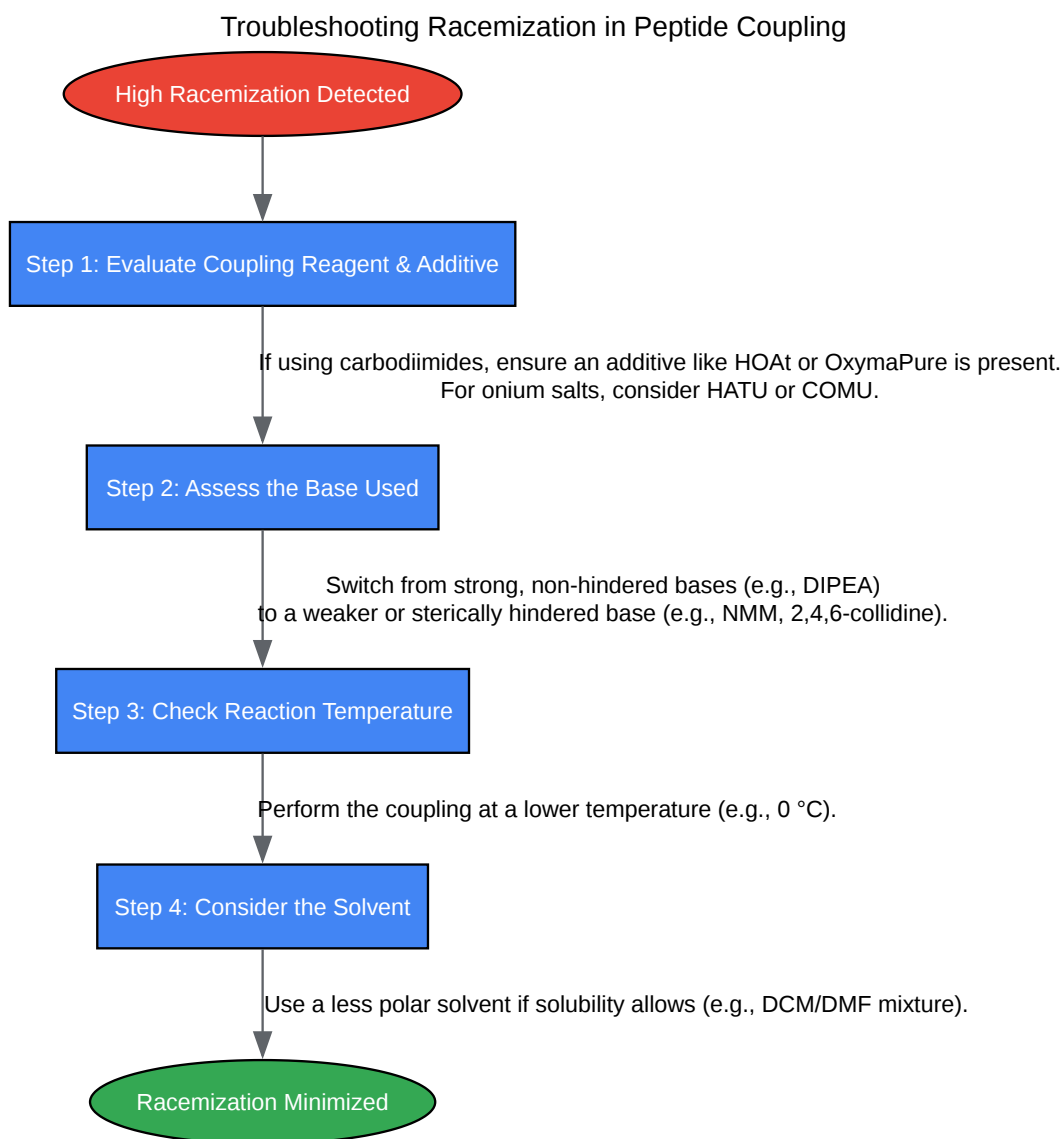 Troubleshooting Racemization in Peptide Coupling
High Racemization Detected
Step 1: Evaluate Coupling Reagent & Additive
If using carbodiimides, ensure an additive like HOAt or OxymaPure is present.
For onium salts, consider HATU or COMU.
Step 2: Assess the Base Used
Switch from strong, non-hindered bases (e.g., DIPEA)
to a weaker or sterically hindered base (e.g., NMM, 2,4,6-collidine).
Step 3: Check Reaction Temperature
Perform the coupling at a lower temperature (e.g., 0 °C).
Step 4: Consider the Solvent
Use a less polar solvent if solubility allows (e.g., DCM/DMF mixture).
Racemization Minimized